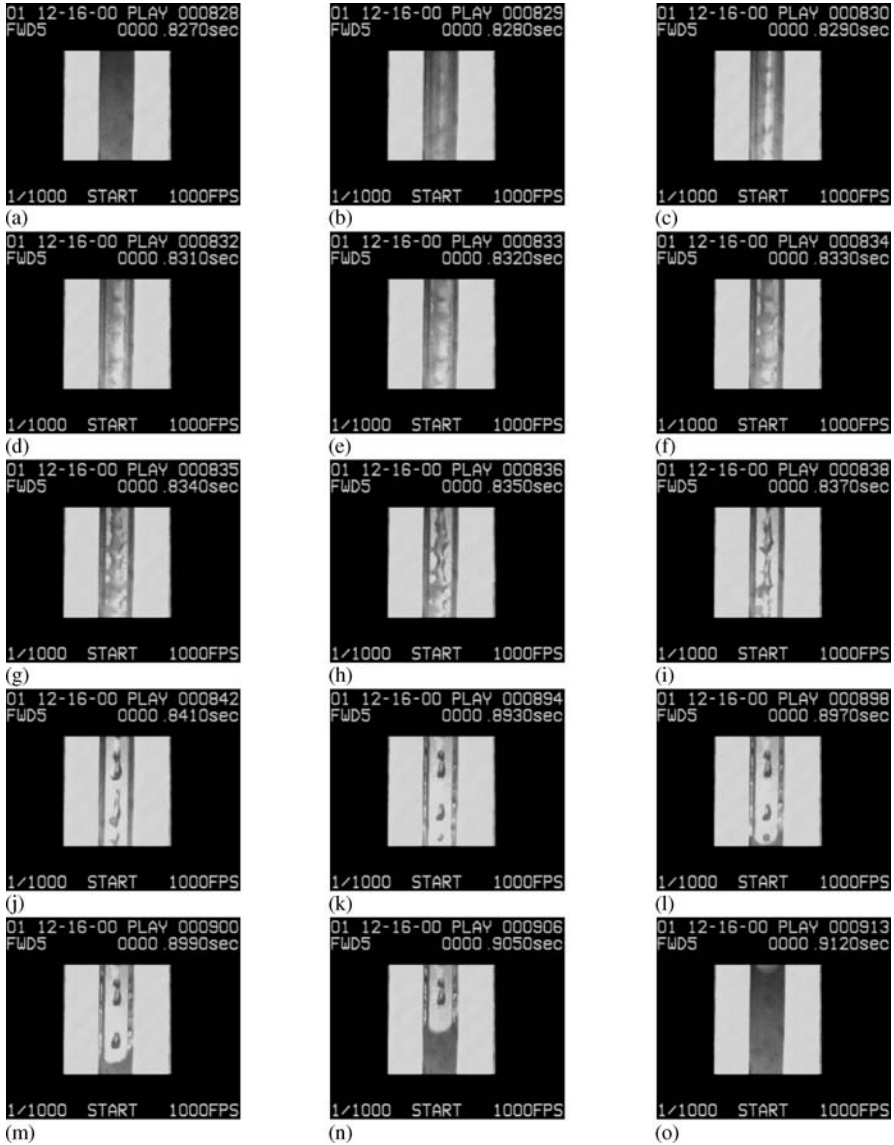 01 12-16-00 PLAY 000828
FWD5 0000.8270sec
1/1000 START 1000FPS
(a)
01 12-16-00 PLAY 000829
FWD5 0000.8280sec
1/1000 START 1000FPS
(b)
01 12-16-00 PLAY 000830
FWD5 0000.8290sec
1/1000 START 1000FPS
(c)
01 12-16-00 PLAY 000832
FWD5 0000.8310sec
1/1000 START 1000FPS
(d)
01 12-16-00 PLAY 000833
FWD5 0000.8320sec
1/1000 START 1000FPS
(e)
01 12-16-00 PLAY 000834
FWD5 0000.8330sec
1/1000 START 1000FPS
(f)
01 12-16-00 PLAY 000835
FWD5 0000.8340sec
1/1000 START 1000FPS
(g)
01 12-16-00 PLAY 000836
FWD5 0000.8350sec
1/1000 START 1000FPS
(h)
01 12-16-00 PLAY 000838
FWD5 0000.8370sec
1/1000 START 1000FPS
(i)
01 12-16-00 PLAY 000842
FWD5 0000.8410sec
1/1000 START 1000FPS
(j)
01 12-16-00 PLAY 000894
FWD5 0000.8930sec
1/1000 START 1000FPS
(k)
01 12-16-00 PLAY 000898
FWD5 0000.8970sec
1/1000 START 1000FPS
(l)
01 12-16-00 PLAY 000900
FWD5 0000.8990sec
1/1000 START 1000FPS
(m)
01 12-16-00 PLAY 000906
FWD5 0000.9050sec
1/1000 START 1000FPS
(n)
01 12-16-00 PLAY 000913
FWD5 0000.9120sec
1/1000 START 1000FPS
(o)